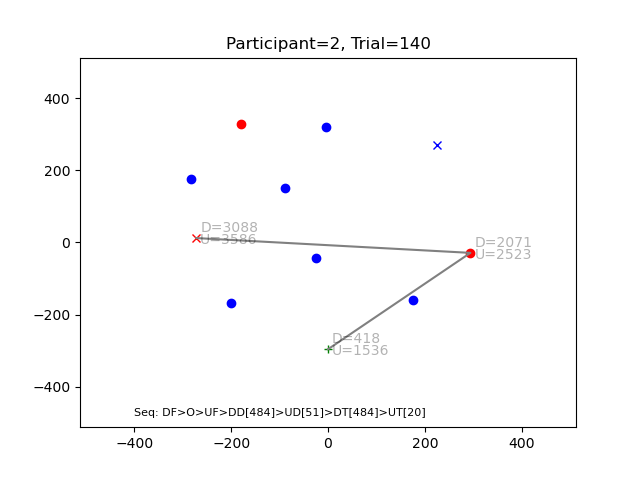 Participant=2, Trial=140
400
200
0
−200
−400
D=3088
U=3586
D=2071
U=2523
D=418
U=1536
Seq: DF>O>UF>DD[484]>UD[51]>DT[484]>UT[20]
−400
−200
0
200
400